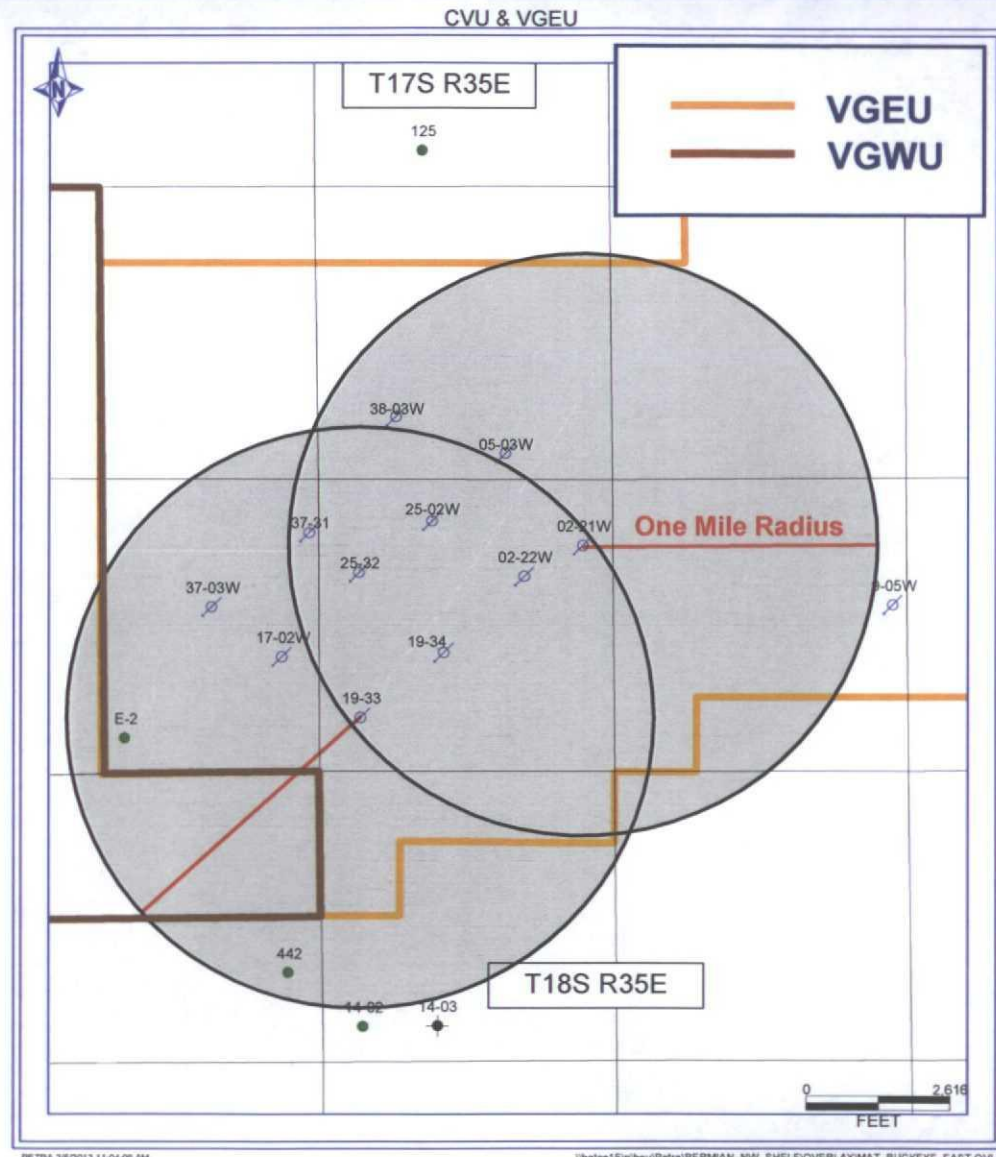 CVU & VGEU
N
T17S R35E
VGEU
VGWU
125
38-03W
05-03W
25-02W
37-31
02-21W
One Mile Radius
25-32
02-22W
37-03W
-05W
17-02W
19-34
19-33
E-2
442
T18S R35E
14-02
14-03
0 2,616
FEET